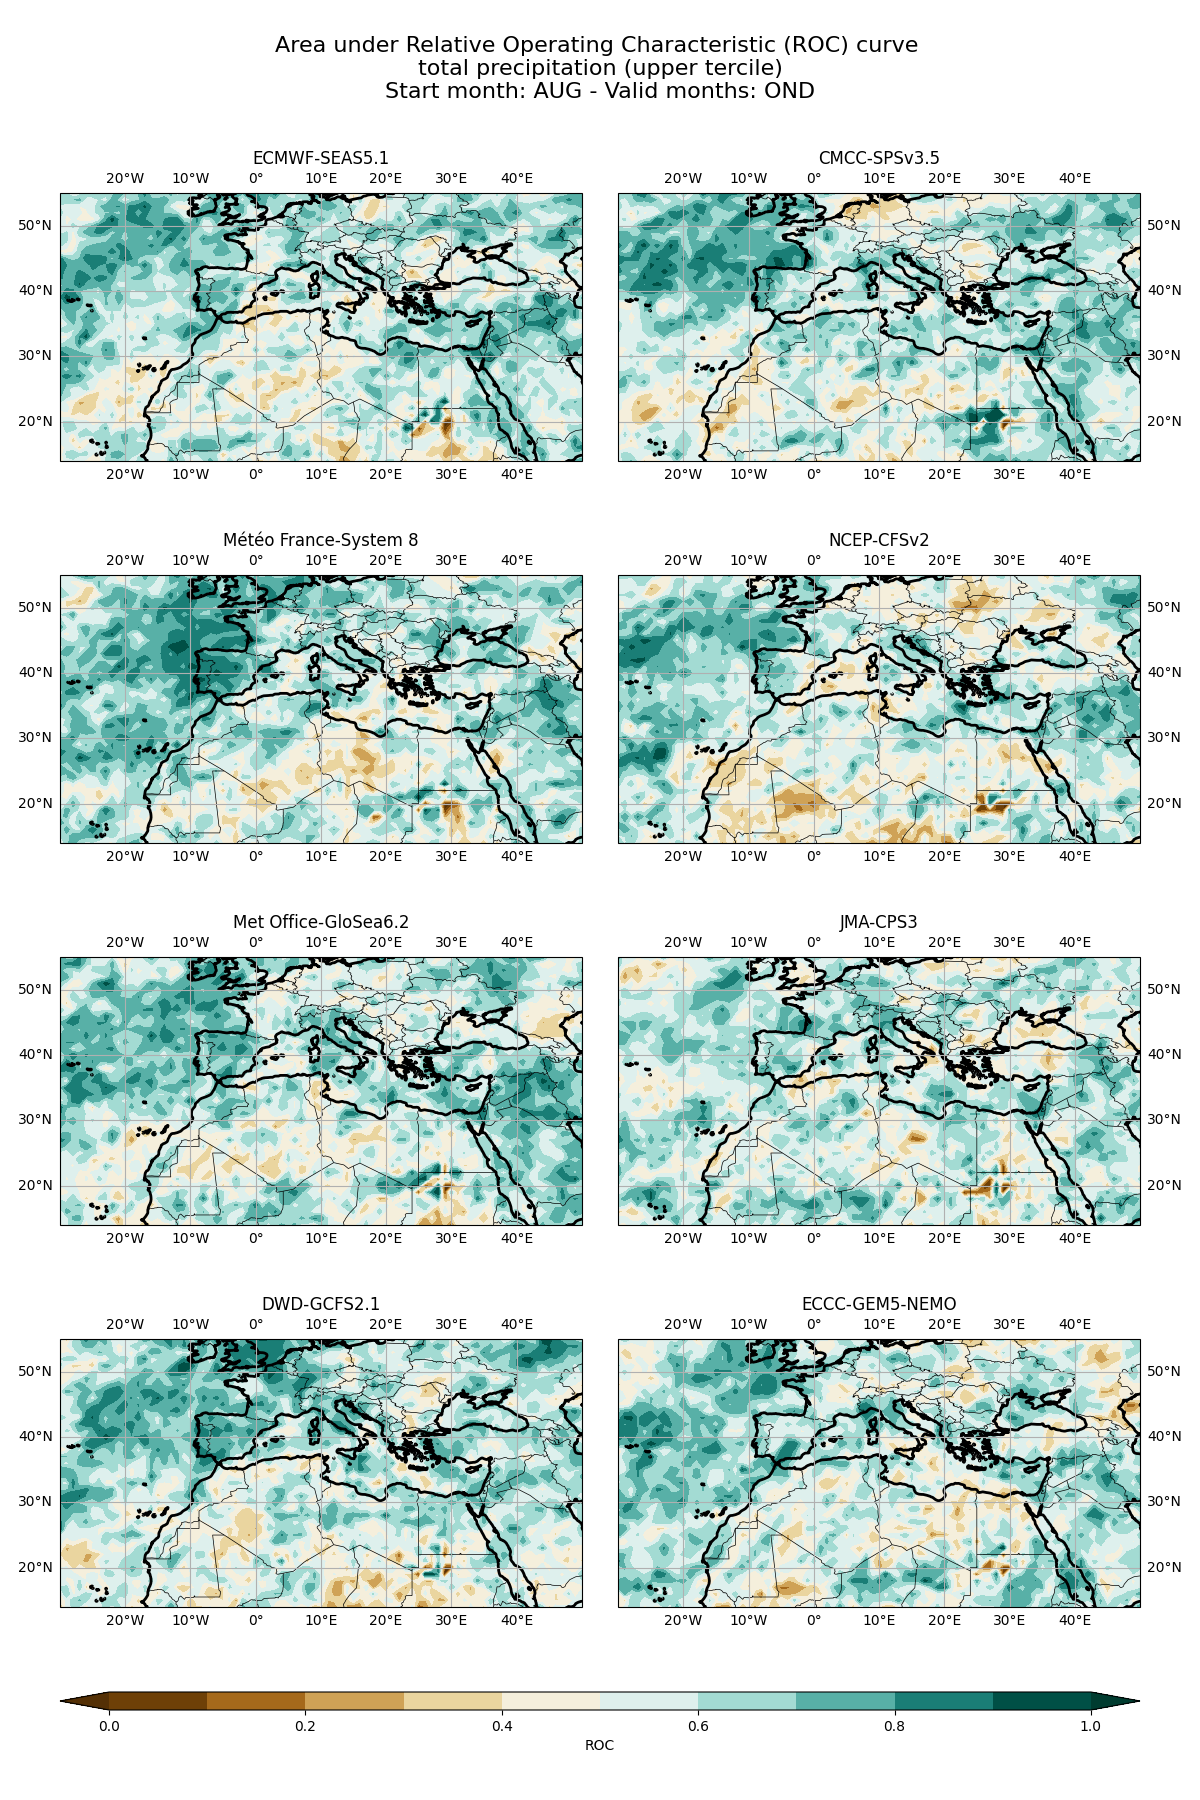 Area under Relative Operating Characteristic (ROC) curve
total precipitation (upper tercile)
Start month: AUG - Valid months: OND
ECMWF-SEAS5.1
20°W 10°W 0° 10°E 20°E 30°E 40°E
50°N
40°N
30°N
20°N
20°W 10°W 0° 10°E 20°E 30°E 40°E
CMCC-SPSv3.5
20°W 10°W 0° 10°E 20°E 30°E 40°E
50°N
40°N
30°N
20°N
20°W 10°W 0° 10°E 20°E 30°E 40°E
Météo France-System 8
20°W 10°W 0° 10°E 20°E 30°E 40°E
50°N
40°N
30°N
20°N
20°W 10°W 0° 10°E 20°E 30°E 40°E
NCEP-CFSv2
20°W 10°W 0° 10°E 20°E 30°E 40°E
50°N
40°N
30°N
20°N
20°W 10°W 0° 10°E 20°E 30°E 40°E
Met Office-GloSea6.2
20°W 10°W 0° 10°E 20°E 30°E 40°E
50°N
40°N
30°N
20°N
20°W 10°W 0° 10°E 20°E 30°E 40°E
JMA-CPS3
20°W 10°W 0° 10°E 20°E 30°E 40°E
50°N
40°N
30°N
20°N
20°W 10°W 0° 10°E 20°E 30°E 40°E
DWD-GCFS2.1
20°W 10°W 0° 10°E 20°E 30°E 40°E
50°N
40°N
30°N
20°N
20°W 10°W 0° 10°E 20°E 30°E 40°E
ECCC-GEM5-NEMO
20°W 10°W 0° 10°E 20°E 30°E 40°E
50°N
40°N
30°N
20°N
20°W 10°W 0° 10°E 20°E 30°E 40°E
0.0 0.2 0.4 0.6 0.8 1.0
ROC